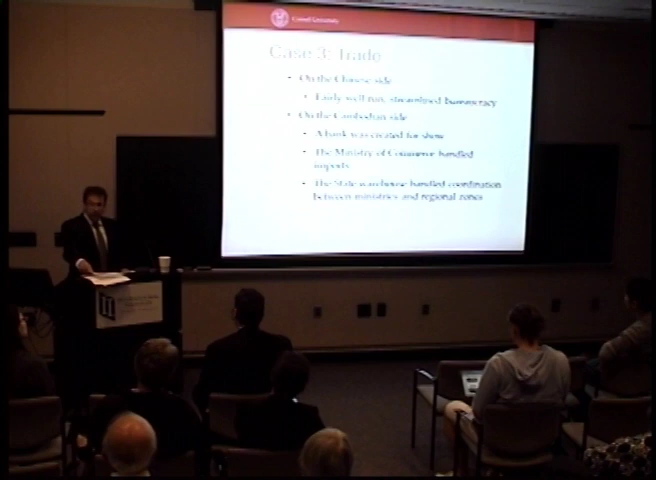 Cornell University
Case 3: Trade
On the Chinese side
Fairly well run, streamlined bureaucracy
On the Cambodian side
A bank was created for show
The Ministry of Commerce handled
imports
The State warehouse handled coordination
between ministries and regional zones